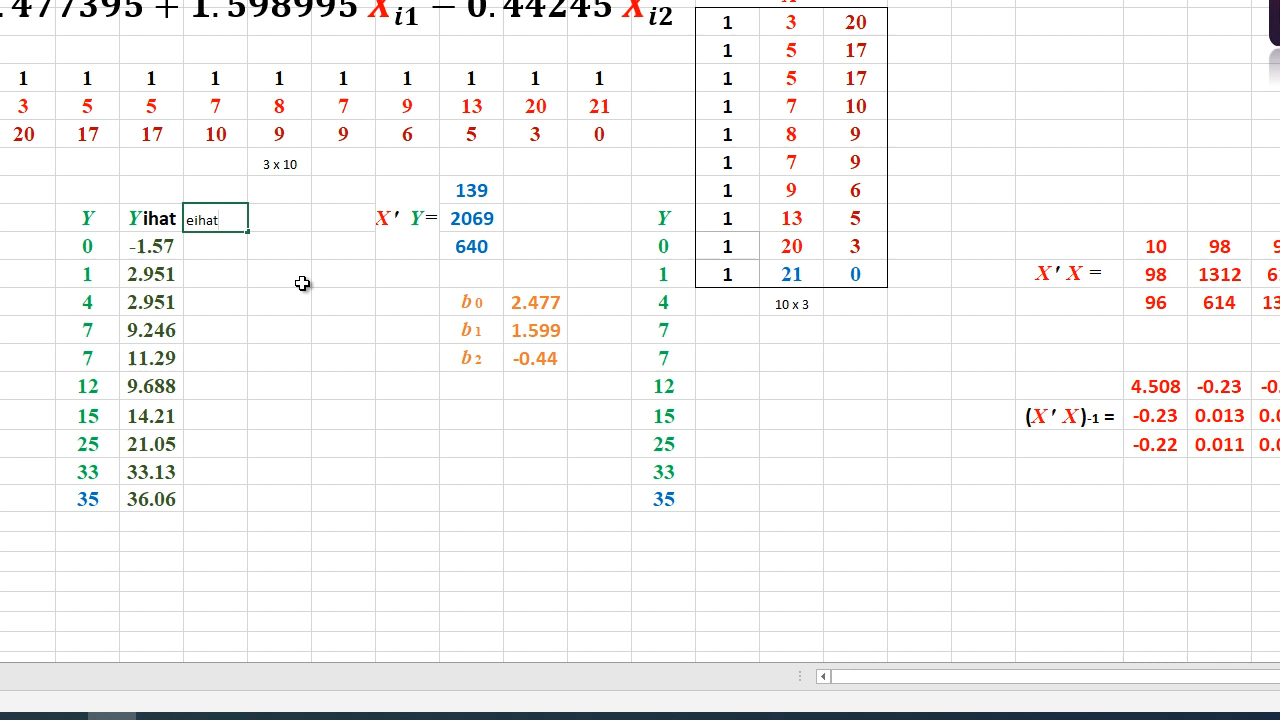 .477395 + 1.598995 Xi1 − 0.44245 Xi2
1 3 20
1 5 17
1 1 1 1 1 1 1 1 1 1 1 5 17
3 5 5 7 8 7 9 13 20 21 1 7 10
20 17 17 10 9 9 6 5 3 0 1 8 9
3 x 10 1 7 9
139 1 9 6
Y Yihat eihat X′ Y= 2069 Y 1 13 5
0 -1.57 640 0 1 20 3 10 98
1 2.951 1 1 21 0 X′ X = 98 1312
4 2.951 b0 2.477 4 10 x 3 96 614
7 9.246 b1 1.599 7
7 11.29 b2 -0.44 7
12 9.688 12 4.508 -0.23
15 14.21 15 (X′ X)-1 = -0.23 0.013
25 21.05 25 -0.22 0.011
33 33.13 33
35 36.06 35